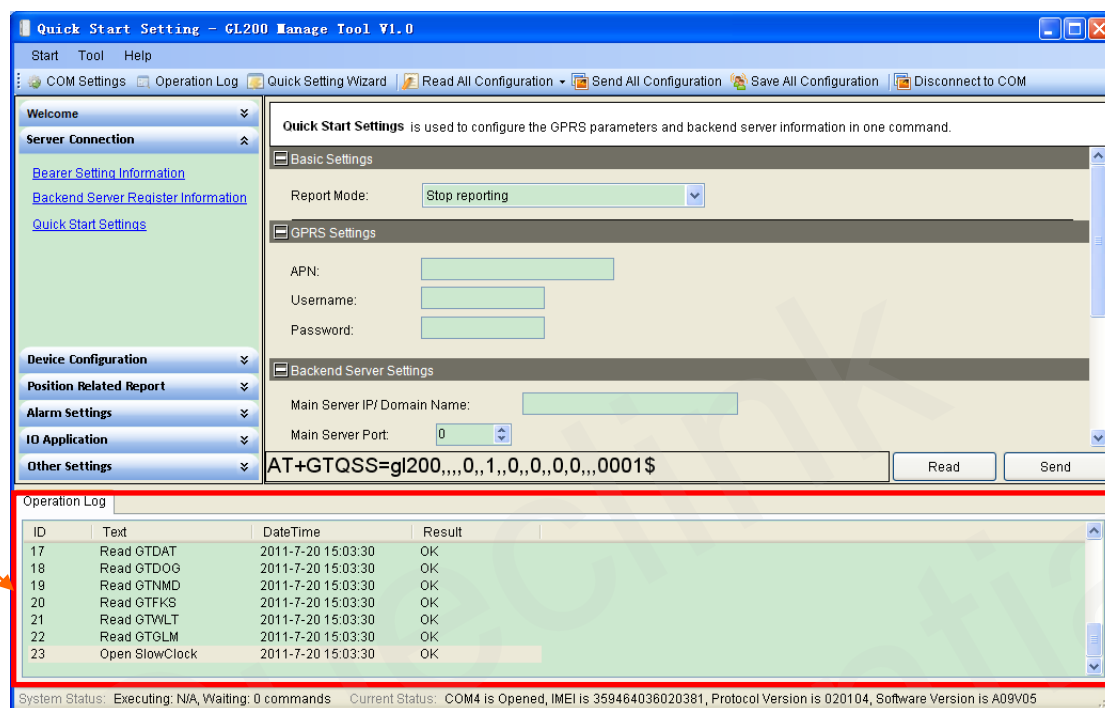 Quick Start Setting - GL200 Manage Tool V1.0
Start Tool Help
COM Settings Operation Log Quick Setting Wizard Read All Configuration Send All Configuration Save All Configuration Disconnect to COM
Welcome
Server Connection
Bearer Setting Information
Backend Server Register Information
Quick Start Settings
Device Configuration
Position Related Report
Alarm Settings
IO Application
Other Settings
Quick Start Settings is used to configure the GPRS parameters and backend server information in one command.
Basic Settings
Report Mode: Stop reporting
GPRS Settings
APN:
Username:
Password:
Backend Server Settings
Main Server IP/ Domain Name:
Main Server Port: 0
AT+GTQSS=gl200,,,,0,,1,,0,,0,,0,0,,,0001$ Read Send
Operation Log
ID Text DateTime Result
17 Read GTDAT 2011-7-20 15:03:30 OK
18 Read GTDOG 2011-7-20 15:03:30 OK
19 Read GTNMD 2011-7-20 15:03:30 OK
20 Read GTFKS 2011-7-20 15:03:30 OK
21 Read GTWLT 2011-7-20 15:03:30 OK
22 Read GTGLM 2011-7-20 15:03:30 OK
23 Open SlowClock 2011-7-20 15:03:30 OK
System Status: Executing: N/A, Waiting: 0 commands Current Status: COM4 is Opened, IMEI is 359464036020381, Protocol Version is 020104, Software Version is A09V05